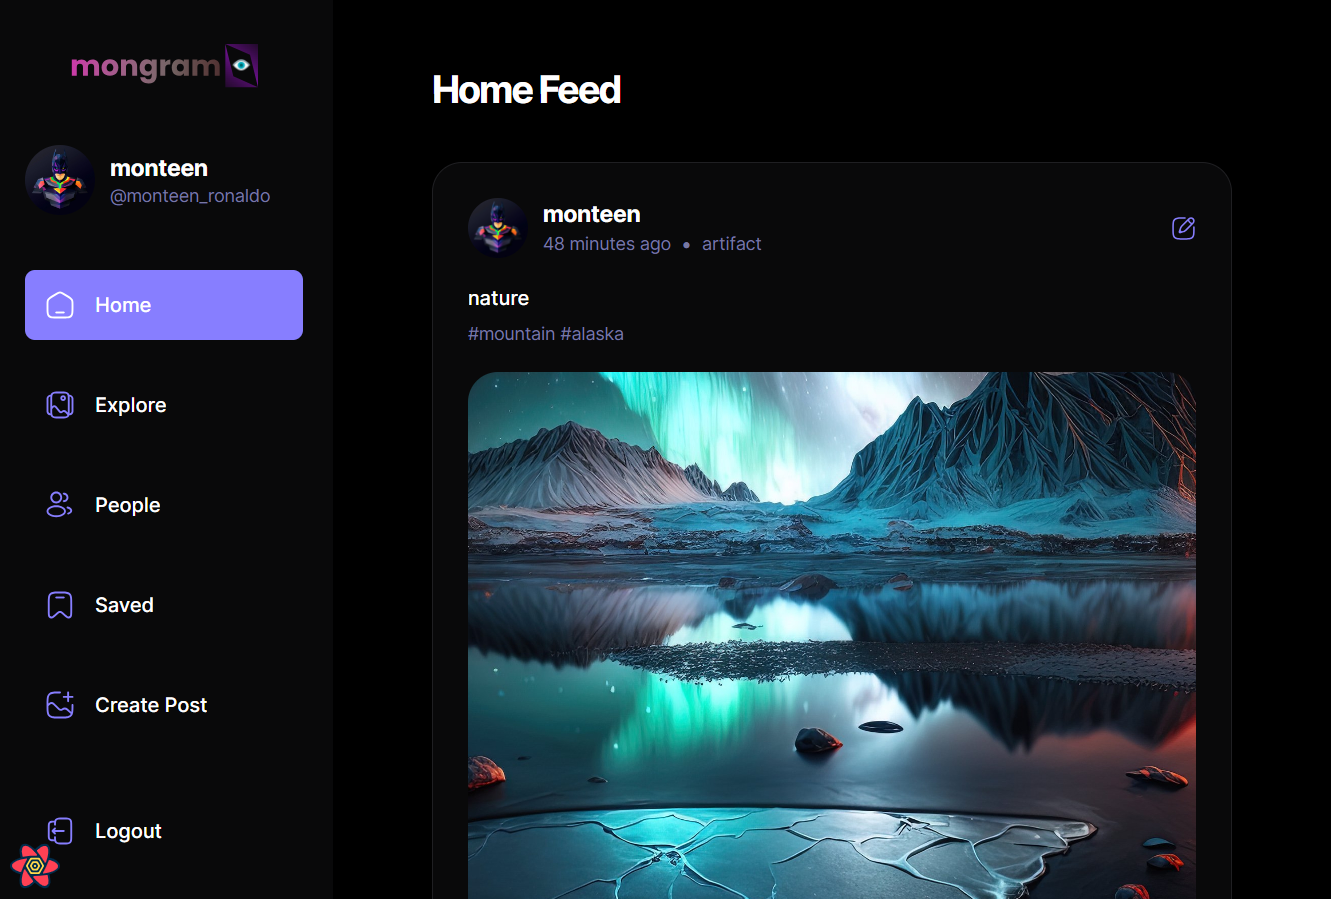 mongram
monteen
@monteen_ronaldo
Home
Explore
People
Saved
Create Post
Logout
Home Feed
monteen
48 minutes ago • artifact
nature
#mountain #alaska